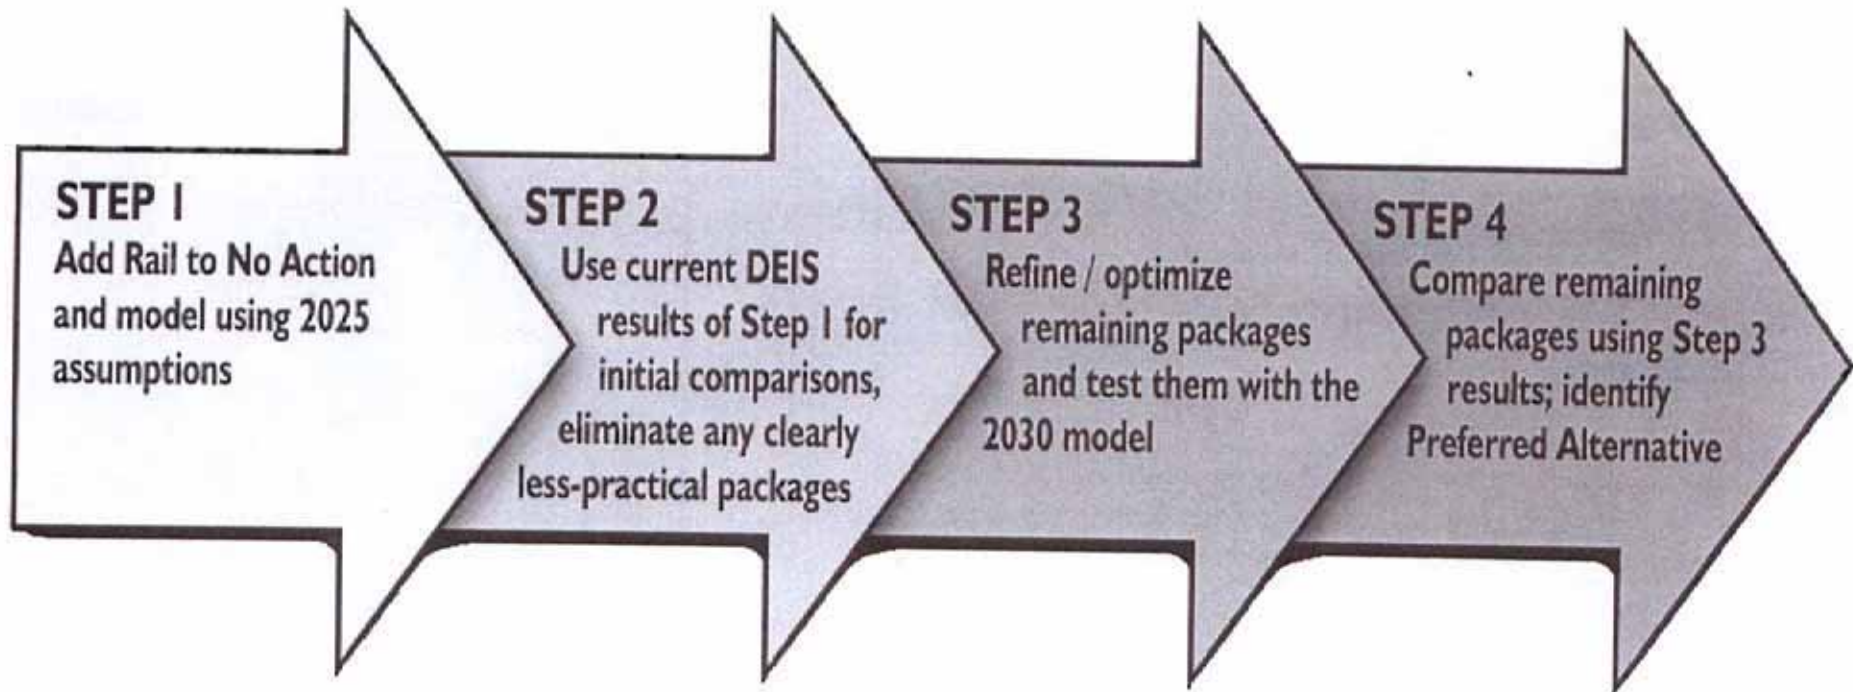 STEP 1
Add Rail to No Action
and model using 2025
assumptions
STEP 2
Use current DEIS
results of Step 1 for
initial comparisons,
eliminate any clearly
less-practical packages
STEP 3
Refine / optimize
remaining packages
and test them with the
2030 model
STEP 4
Compare remaining
packages using Step 3
results; identify
Preferred Alternative